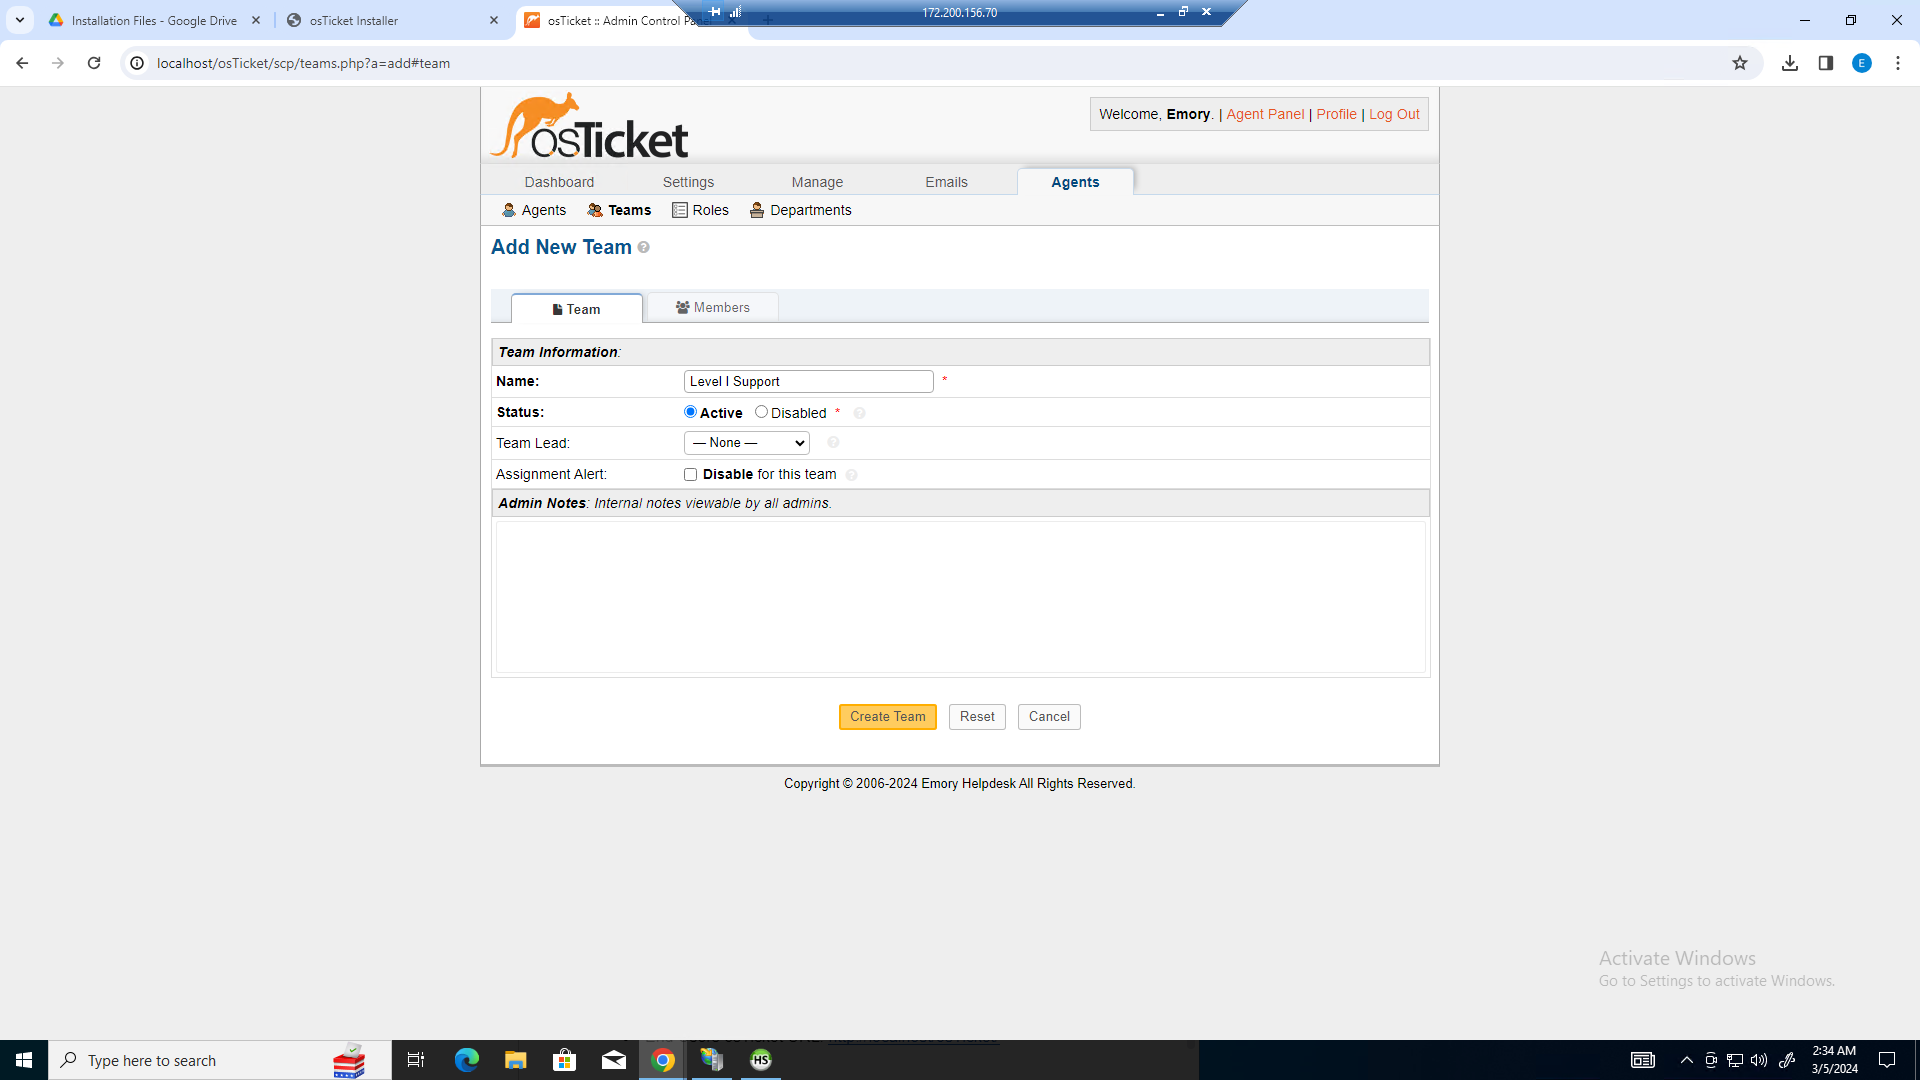 Installation Files - Google Drive
osTicket Installer
osTicket :: Admin Control Panel
172.200.156.70
localhost/osTicket/scp/teams.php?a=add#team
E
osTicket
Welcome, Emory. | Agent Panel | Profile | Log Out
Dashboard Settings Manage Emails Agents
Agents Teams Roles Departments
Add New Team ?
Team Members
Team Information:
Name: Level I Support *
Status: Active Disabled * ?
Team Lead: — None — ?
Assignment Alert: Disable for this team ?
Admin Notes: Internal notes viewable by all admins.
Create Team Reset Cancel
Copyright © 2006-2024 Emory Helpdesk All Rights Reserved.
Activate Windows
Go to Settings to activate Windows.
Type here to search
HS
2:34 AM
3/5/2024